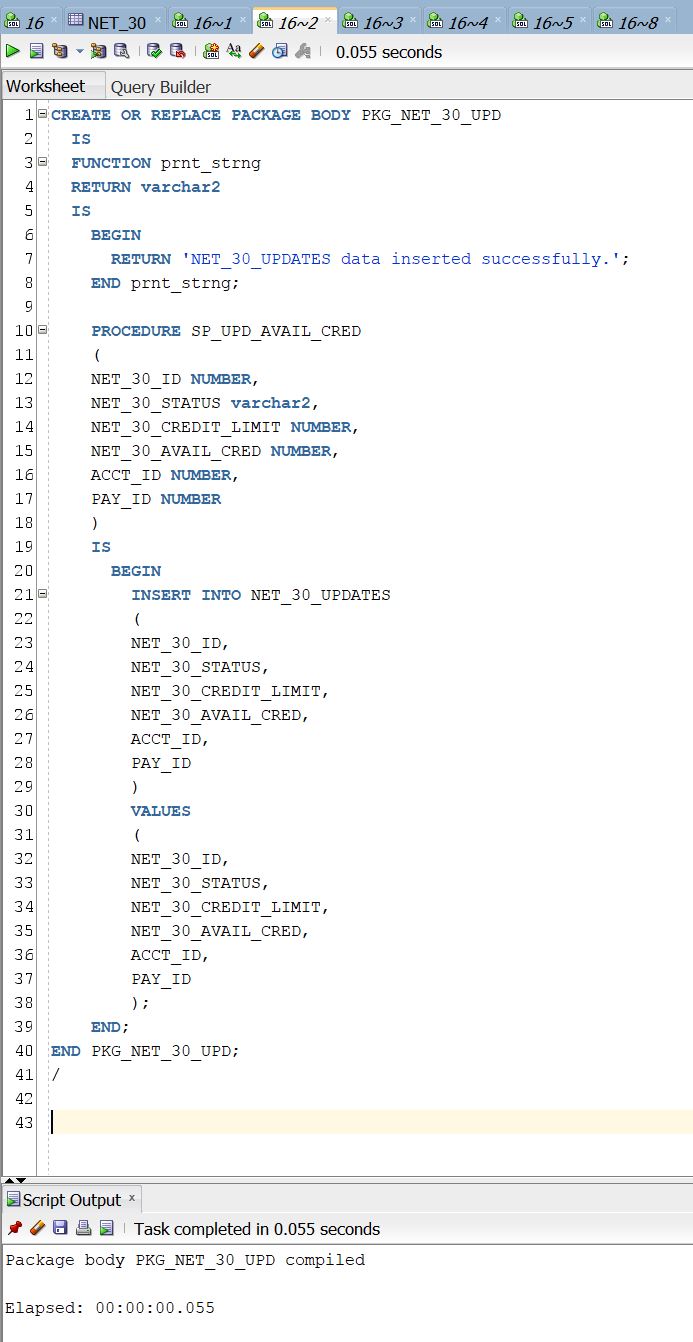 16 NET_30 16~1 16~2 16~3 16~4 16~5 16~8
0.055 seconds
Worksheet Query Builder
1 CREATE OR REPLACE PACKAGE BODY PKG_NET_30_UPD
2 IS
3 FUNCTION prnt_strng
4 RETURN varchar2
5 IS
6 BEGIN
7 RETURN 'NET_30_UPDATES data inserted successfully.';
8 END prnt_strng;
9
10 PROCEDURE SP_UPD_AVAIL_CRED
11 (
12 NET_30_ID NUMBER,
13 NET_30_STATUS varchar2,
14 NET_30_CREDIT_LIMIT NUMBER,
15 NET_30_AVAIL_CRED NUMBER,
16 ACCT_ID NUMBER,
17 PAY_ID NUMBER
18 )
19 IS
20 BEGIN
21 INSERT INTO NET_30_UPDATES
22 (
23 NET_30_ID,
24 NET_30_STATUS,
25 NET_30_CREDIT_LIMIT,
26 NET_30_AVAIL_CRED,
27 ACCT_ID,
28 PAY_ID
29 )
30 VALUES
31 (
32 NET_30_ID,
33 NET_30_STATUS,
34 NET_30_CREDIT_LIMIT,
35 NET_30_AVAIL_CRED,
36 ACCT_ID,
37 PAY_ID
38 );
39 END;
40 END PKG_NET_30_UPD;
41 /
42
43
Script Output
Task completed in 0.055 seconds
Package body PKG_NET_30_UPD compiled
Elapsed: 00:00:00.055